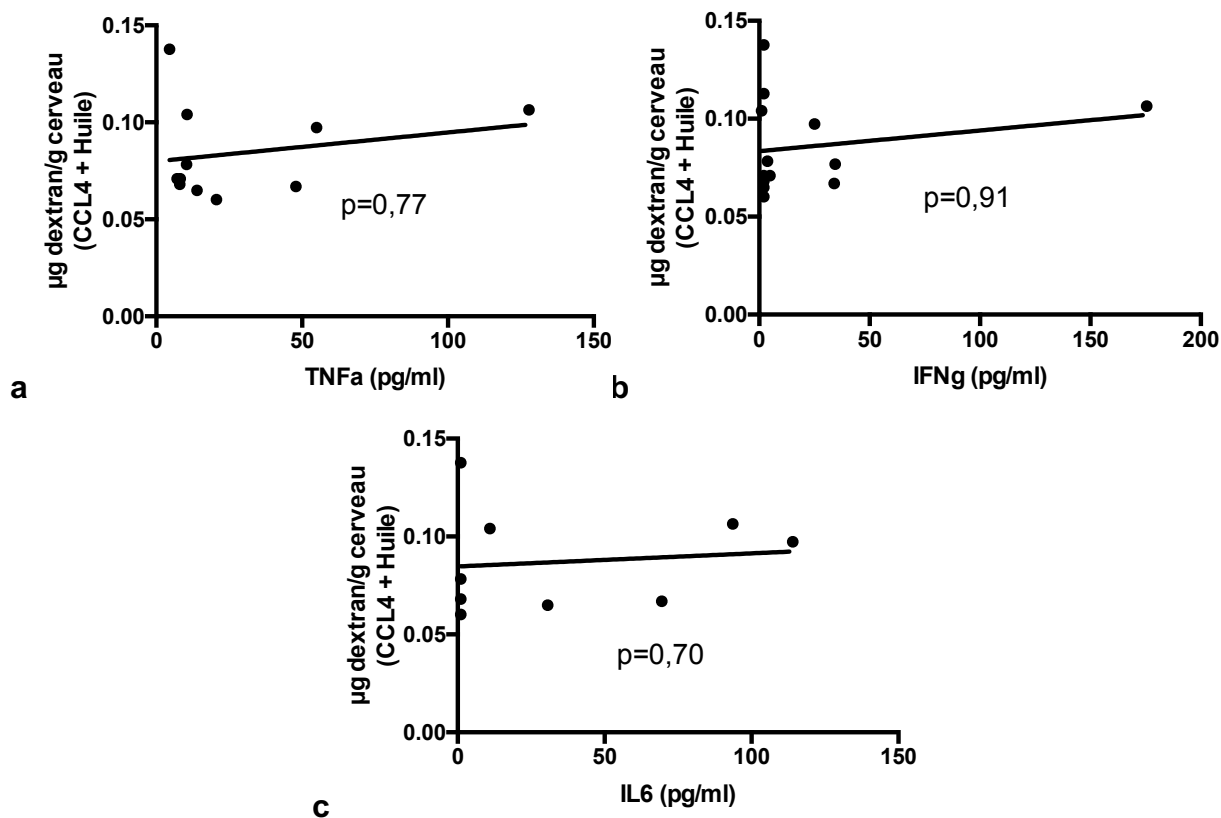 µg dextran/g cerveau
(CCL4 + Huile)
0.15
0.10
0.05
0.00
0
50
100
150
p=0,77
TNFa (pg/ml)
a
µg dextran/g cerveau
(CCL4 + Huile)
0.15
0.10
0.05
0.00
0
50
100
150
200
p=0,91
IFNg (pg/ml)
b
µg dextran/g cerveau
(CCL4 + Huile)
0.15
0.10
0.05
0.00
0
50
100
150
p=0,70
IL6 (pg/ml)
c